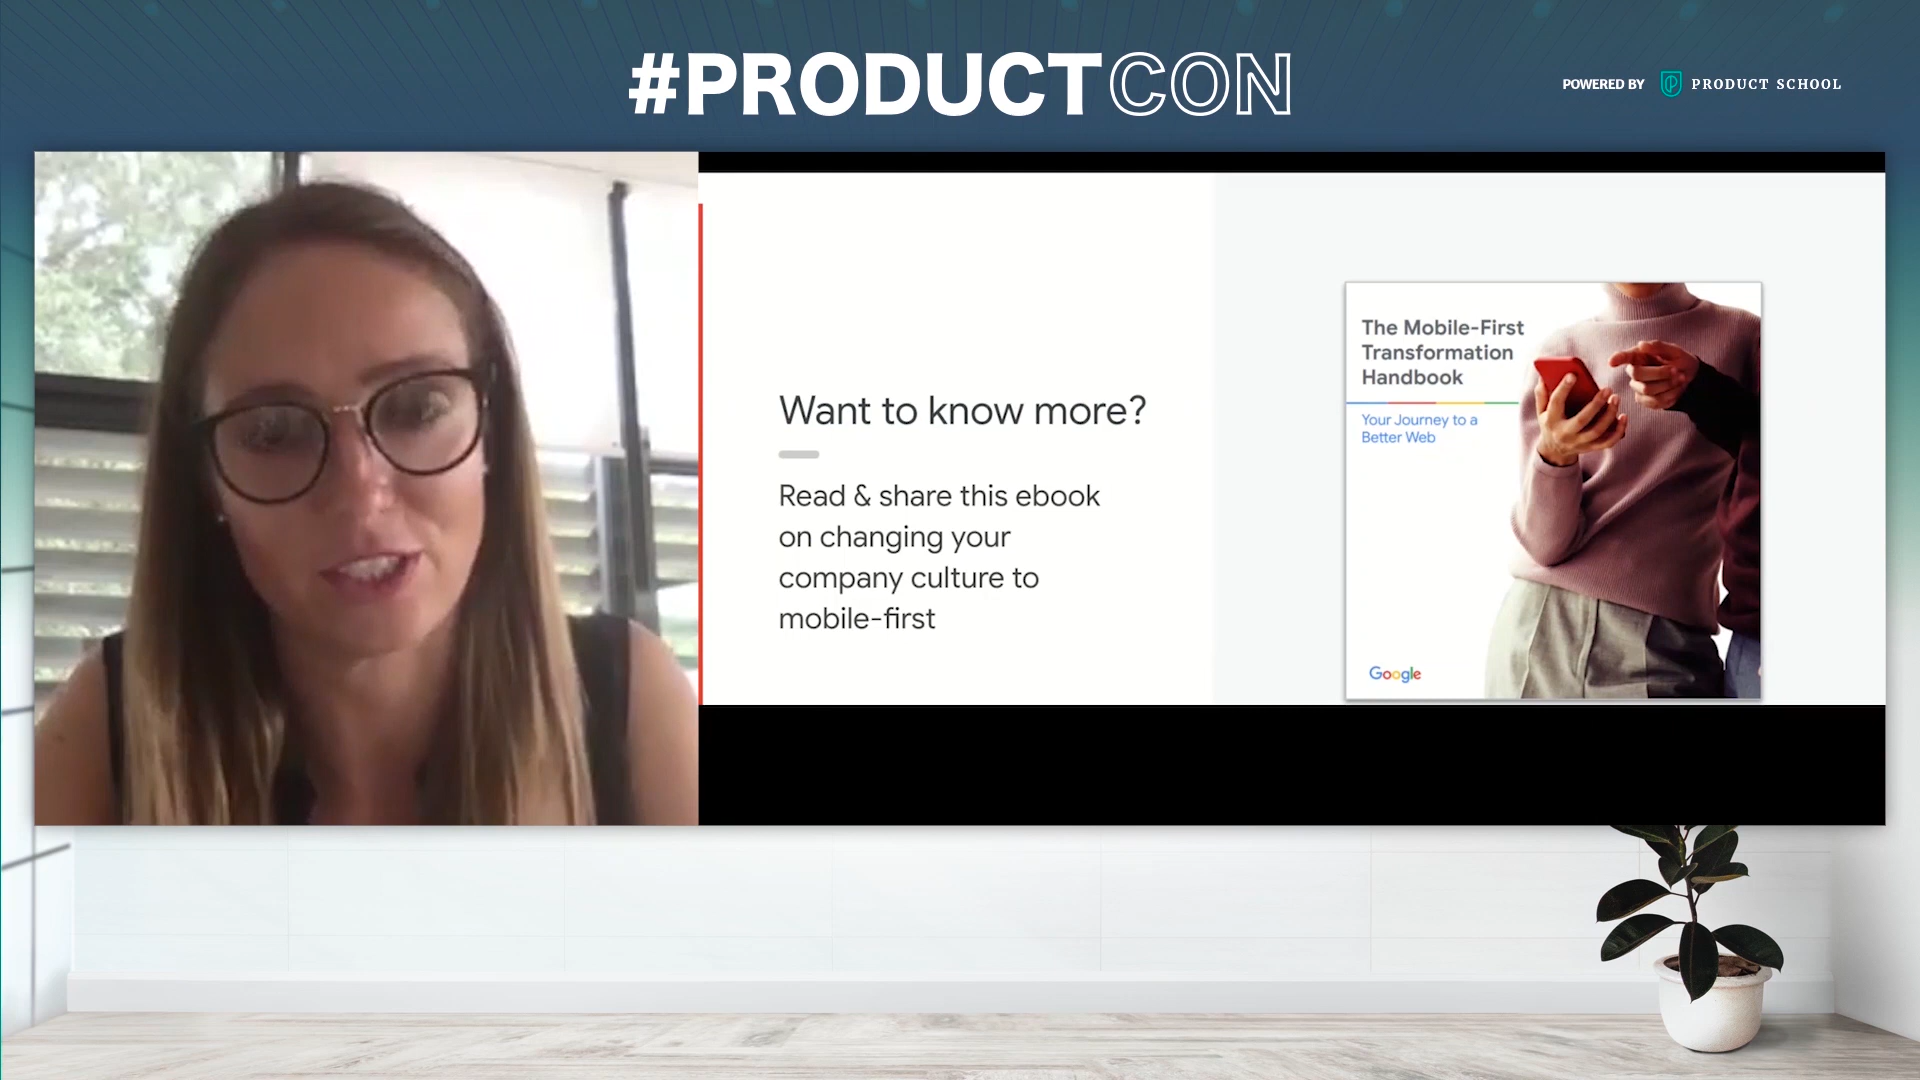 #PRODUCTCON
POWERED BY PRODUCT SCHOOL
Want to know more?
Read & share this ebook
on changing your
company culture to
mobile-first
The Mobile-First
Transformation
Handbook
Your Journey to a
Better Web
Google